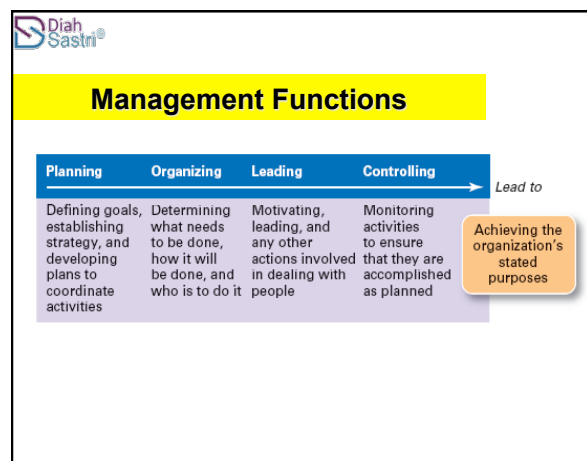 Diah
Sastri®
Management Functions
Planning
Organizing
Leading
Controlling
Lead to
Defining goals,
establishing
strategy, and
developing
plans to
coordinate
activities
Determining
what needs
to be done,
how it will
be done, and
who is to do it
Motivating,
leading, and
any other
actions involved
in dealing with
people
Monitoring
activities
to ensure
that they are
accomplished
as planned
Achieving the
organization's
stated
purposes